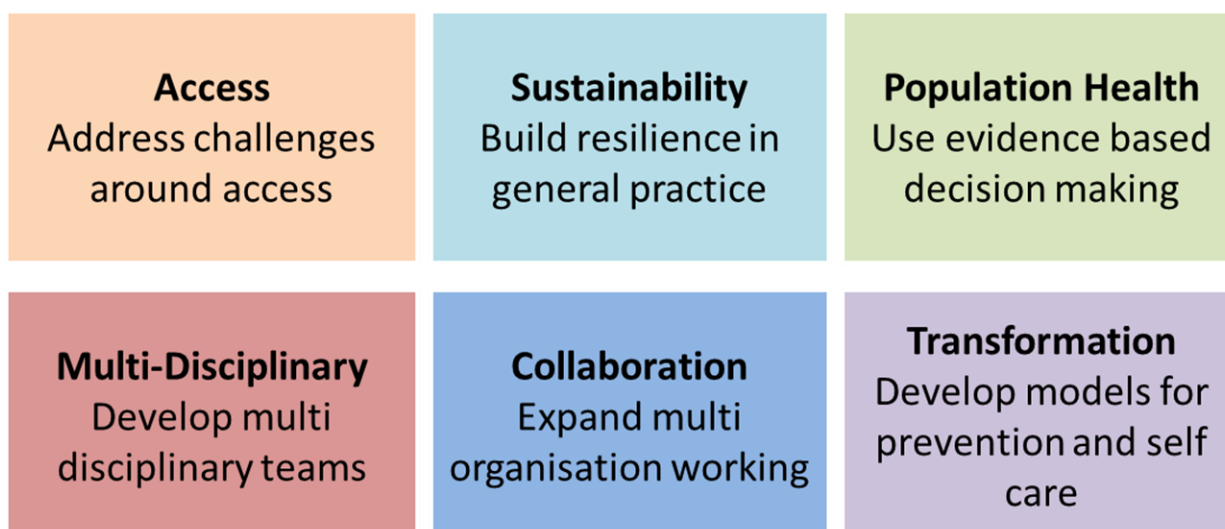 Access
Address challenges
around access
Sustainability
Build resilience in
general practice
Population Health
Use evidence based
decision making
Multi-Disciplinary
Develop multi
disciplinary teams
Collaboration
Expand multi
organisation working
Transformation
Develop models for
prevention and self
care